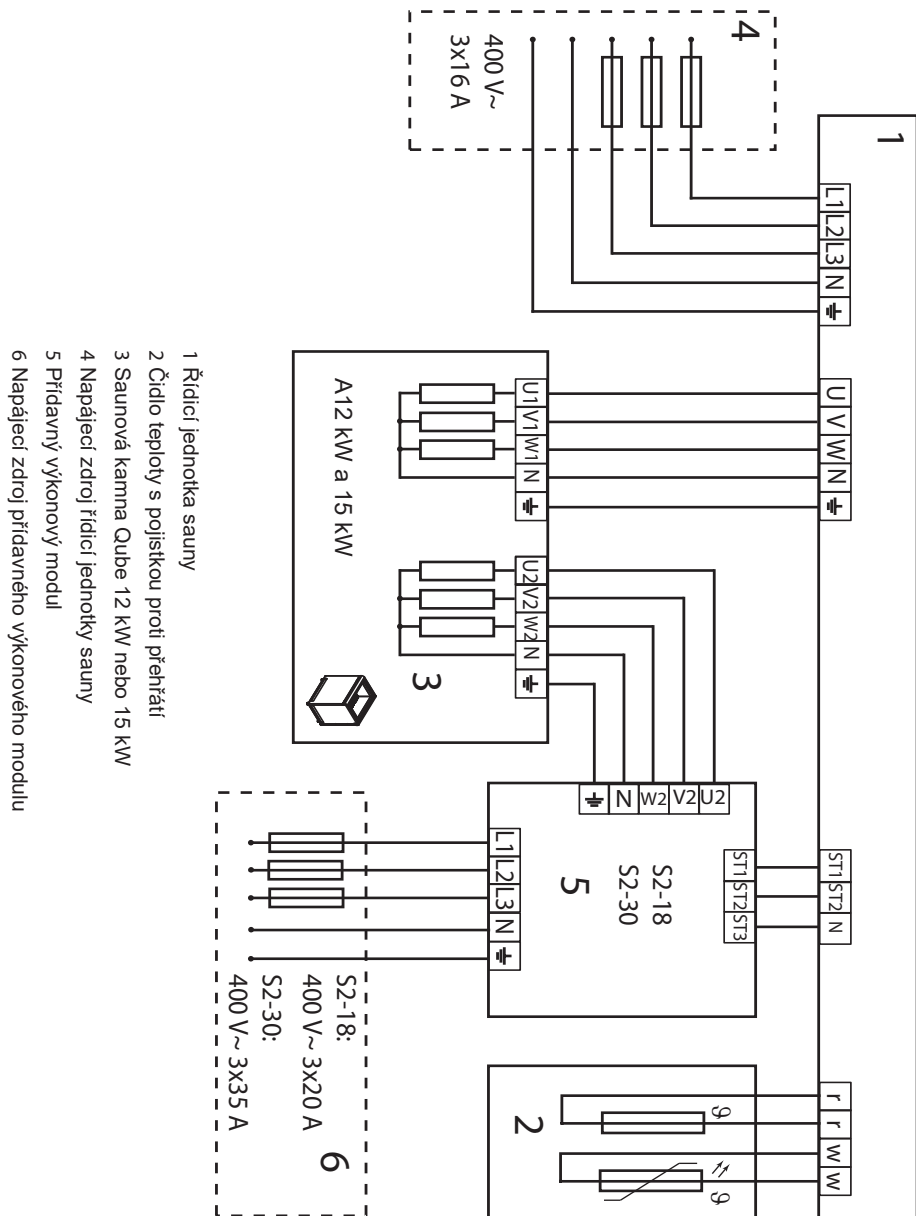 1
L1 L2 L3 N
U V W N
ST1 ST2 N
r r w w
4
400 V~
3x16 A
U1 V1 W1 N
U2 V2 W2 N
A12 kW a 15 kW
3
N W2 V2 U2
ST1 ST2 ST3
S2-18
S2-30
5
L1 L2 L3 N
S2-18:
400 V~ 3x20 A
S2-30:
400 V~ 3x35 A
6
ϑ
ϑ
2
1 Řídicí jednotka sauny
2 Čidlo teploty s pojistkou proti přehřátí
3 Saunová kamna Qube 12 kW nebo 15 kW
4 Napájecí zdroj řídicí jednotky sauny
5 Přídavný výkonový modul
6 Napájecí zdroj přídavného výkonového modulu